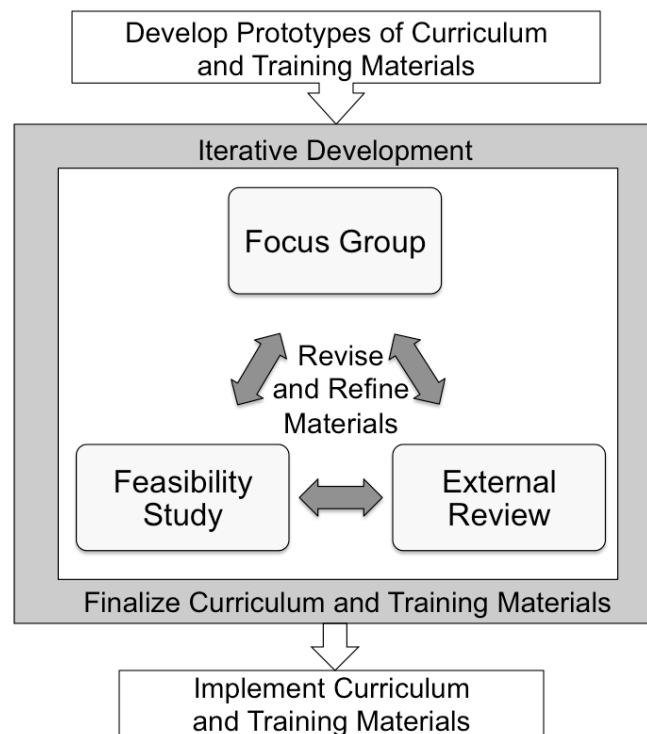 Develop Prototypes of Curriculum
and Training Materials
Iterative Development
Focus Group
Revise
and Refine
Materials
Feasibility
Study
External
Review
Finalize Curriculum and Training Materials
Implement Curriculum
and Training Materials